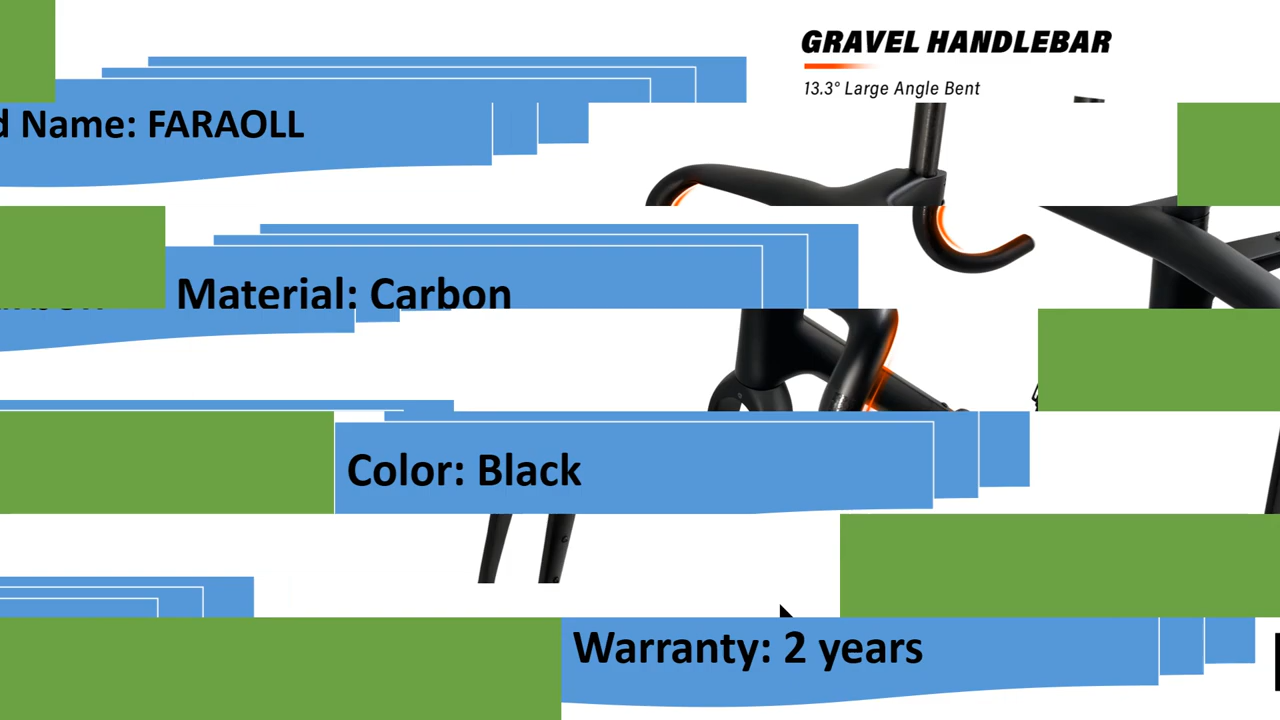 GRAVEL HANDLEBAR
13.3° Large Angle Bent
Name: FARAOLL
Material: Carbon
Color: Black
Warranty: 2 years